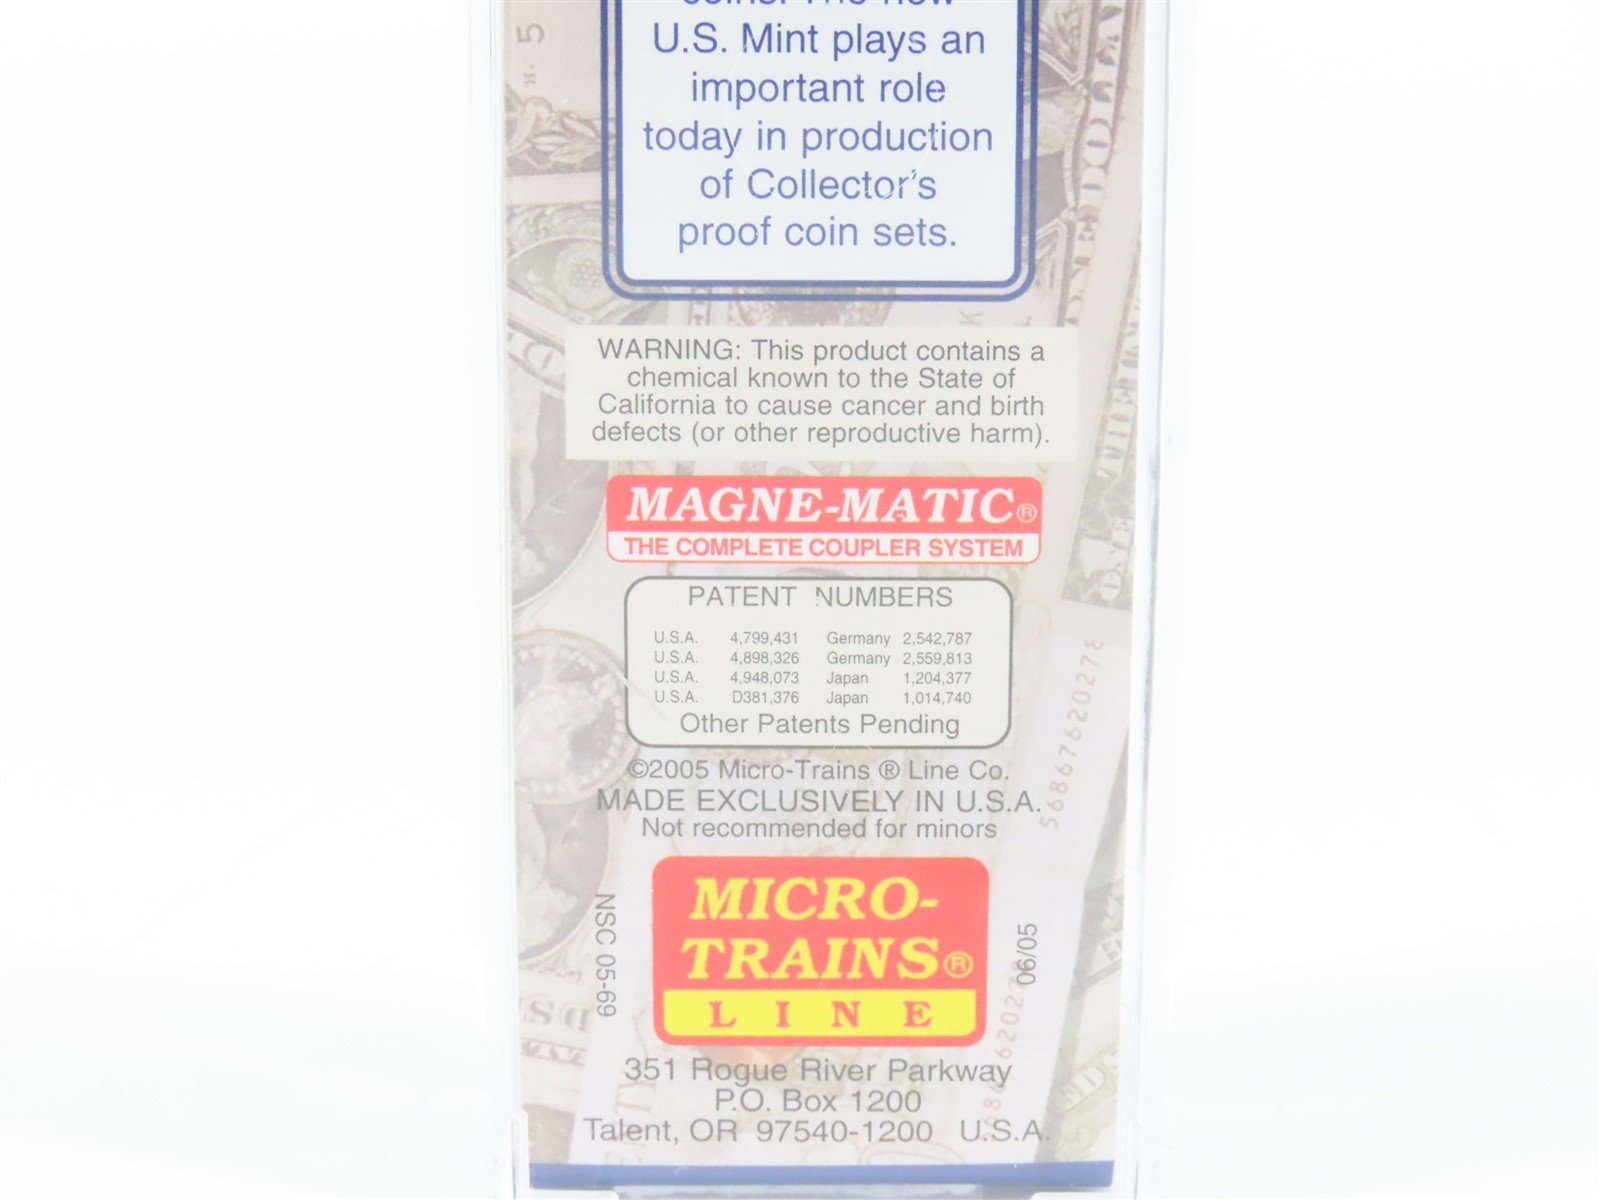 U.S. Mint plays an
important role
today in production
of Collector's
proof coin sets.
WARNING: This product contains a
chemical known to the State of
California to cause cancer and birth
defects (or other reproductive harm).
MAGNE-MATIC®
THE COMPLETE COUPLER SYSTEM
PATENT NUMBERS
U.S.A. 4,799,431 Germany 2,542,787
U.S.A. 4,898,326 Germany 2,559,813
U.S.A. 4,948,073 Japan 1,204,377
U.S.A. D381,376 Japan 1,014,740
Other Patents Pending
©2005 Micro-Trains ® Line Co.
MADE EXCLUSIVELY IN U.S.A.
Not recommended for minors
NSC 05-69
MICRO-
TRAINS®
LINE
06/05
351 Rogue River Parkway
P.O. Box 1200
Talent, OR 97540-1200 U.S.A.